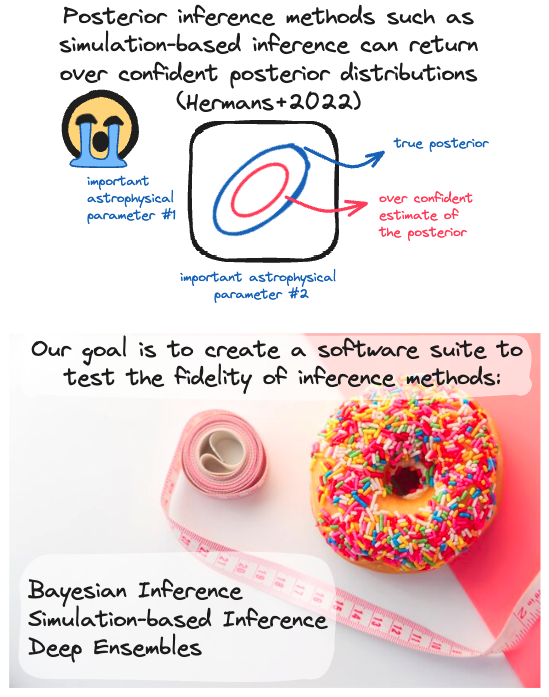 Posterior inference methods such as
simulation-based inference can return
over confident posterior distributions
(Hermans+2022)
true posterior
important
astrophysical
parameter #1
over confident
estimate of
the posterior
important astrophysical
parameter #2
Our goal is to create a software suite to
test the fidelity of inference methods:
Bayesian Inference
Simulation-based Inference
Deep Ensembles